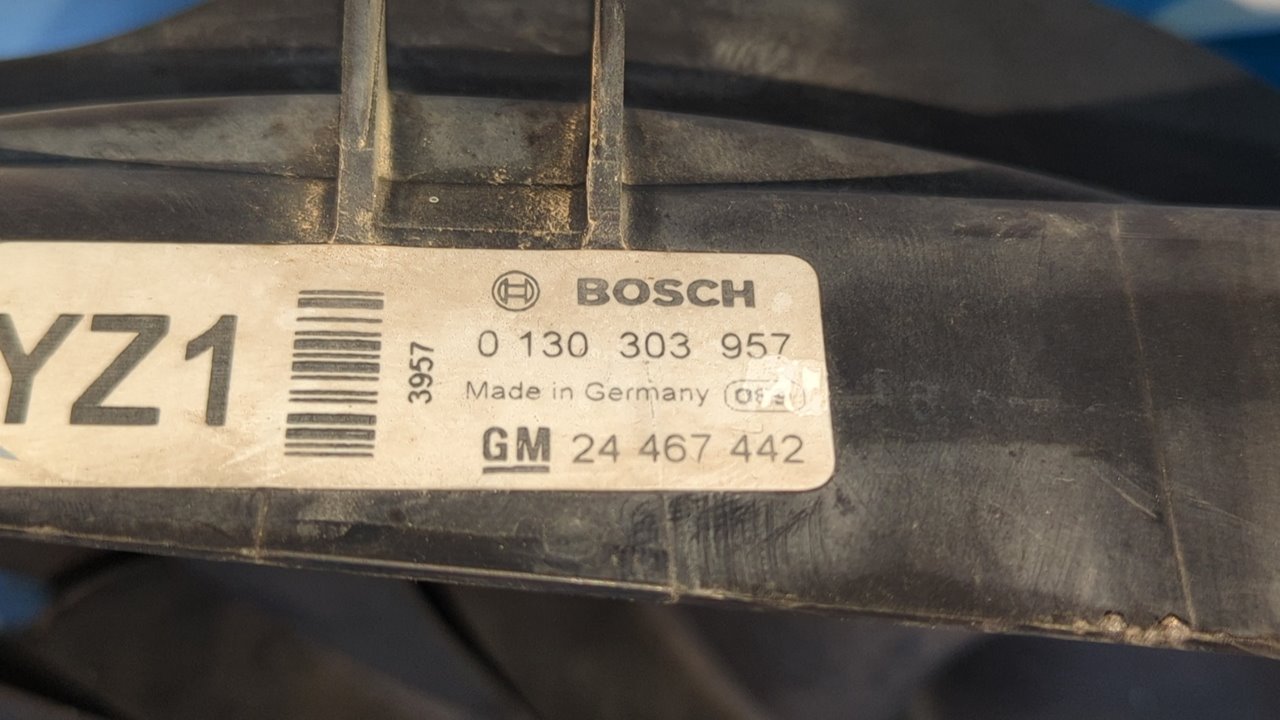 YZ1
3957
BOSCH
0 130 303 957
Made in Germany
GM 24 467 442